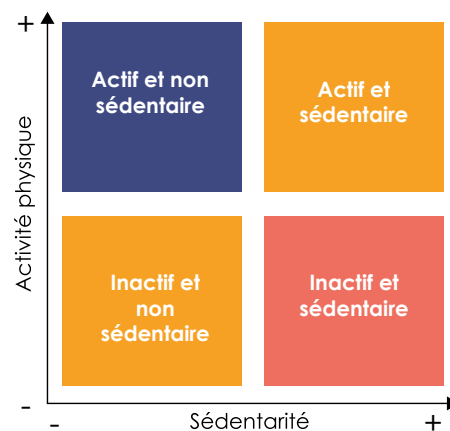 +
Actif et non
sédentaire
Actif et
sédentaire
Activité physique
Inactif et
non
sédentaire
Inactif et
sédentaire
-
-
Sédentarité
+